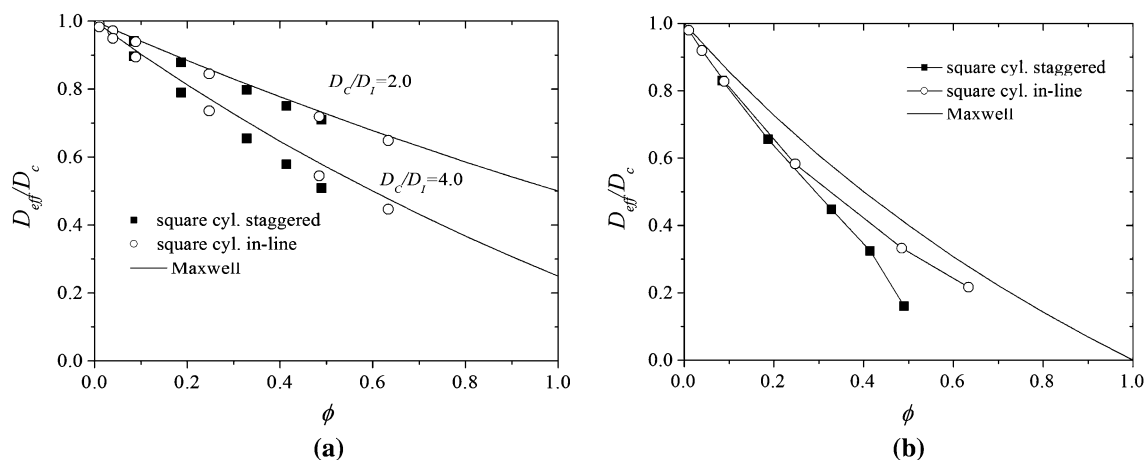 1.0
0.8
0.6
0.4
0.2
0.0
D_eff/D_c
D_C/D_I=2.0
D_C/D_I=4.0
square cyl. staggered
square cyl. in-line
Maxwell
0.0 0.2 0.4 0.6 0.8 1.0
ϕ
(a)
1.0
0.8
0.6
0.4
0.2
0.0
D_eff/D_c
square cyl. staggered
square cyl. in-line
Maxwell
0.0 0.2 0.4 0.6 0.8 1.0
ϕ
(b)